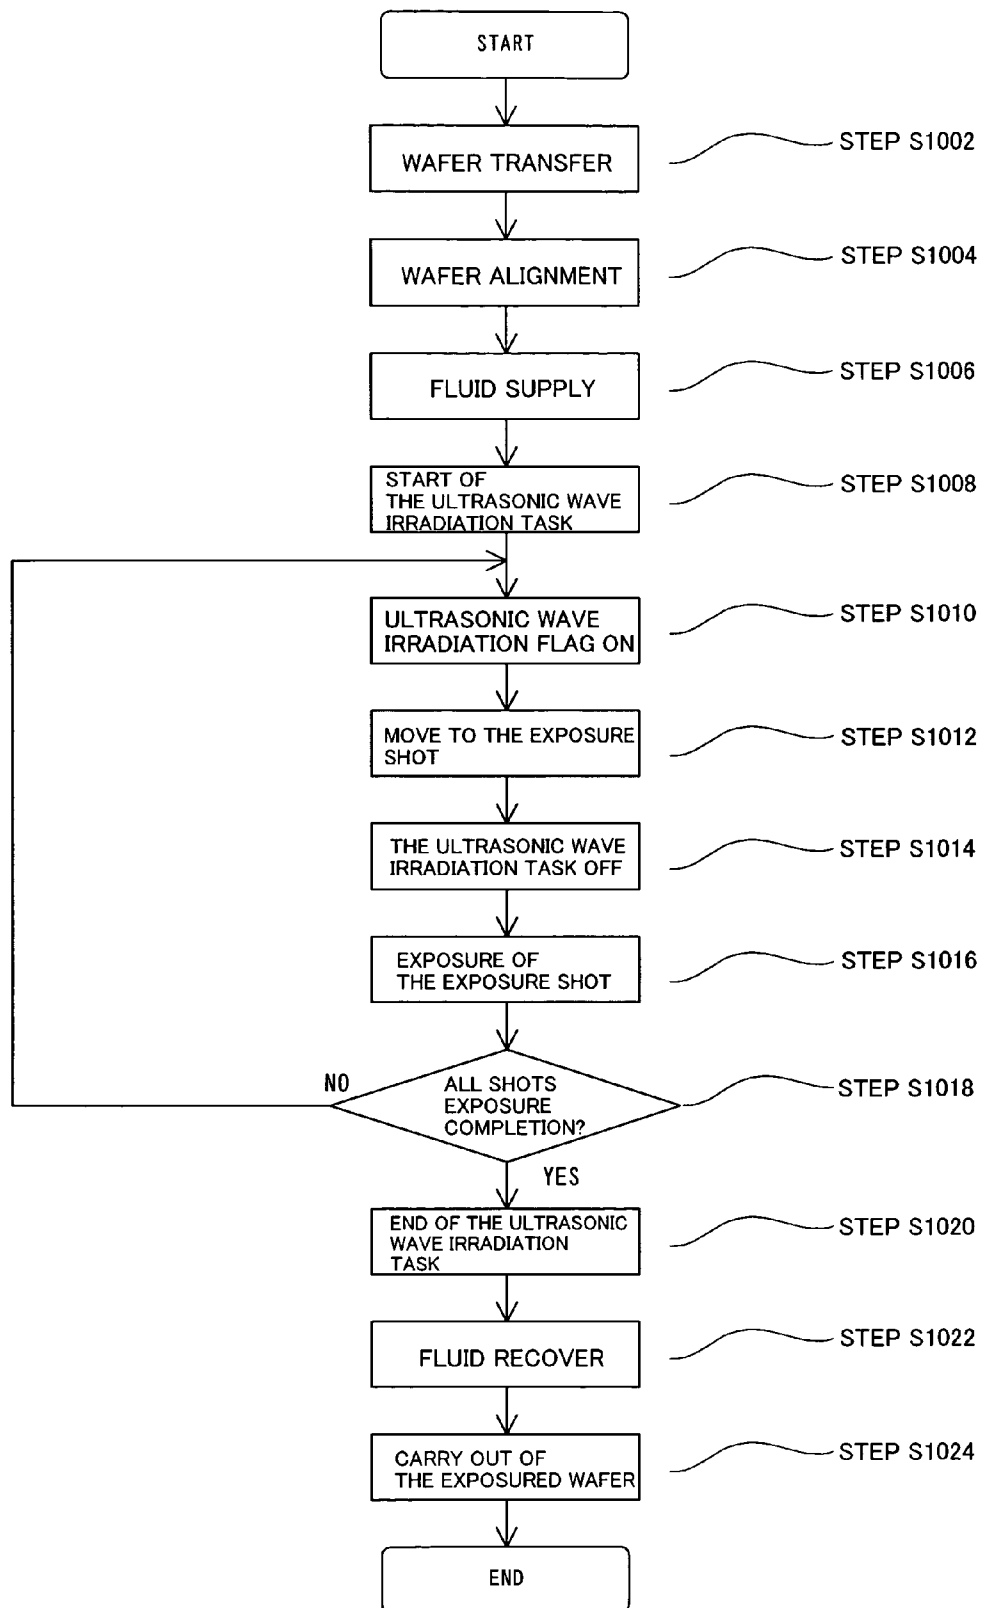 START
WAFER TRANSFER
STEP S1002
WAFER ALIGNMENT
STEP S1004
FLUID SUPPLY
STEP S1006
START OF
THE ULTRASONIC WAVE
IRRADIATION TASK
STEP S1008
ULTRASONIC WAVE
IRRADIATION FLAG ON
STEP S1010
MOVE TO THE EXPOSURE
SHOT
STEP S1012
THE ULTRASONIC WAVE
IRRADIATION TASK OFF
STEP S1014
EXPOSURE OF
THE EXPOSURE SHOT
STEP S1016
NO
ALL SHOTS
EXPOSURE
COMPLETION?
STEP S1018
YES
END OF THE ULTRASONIC
WAVE IRRADIATION
TASK
STEP S1020
FLUID RECOVER
STEP S1022
CARRY OUT OF
THE EXPOSURED WAFER
STEP S1024
END